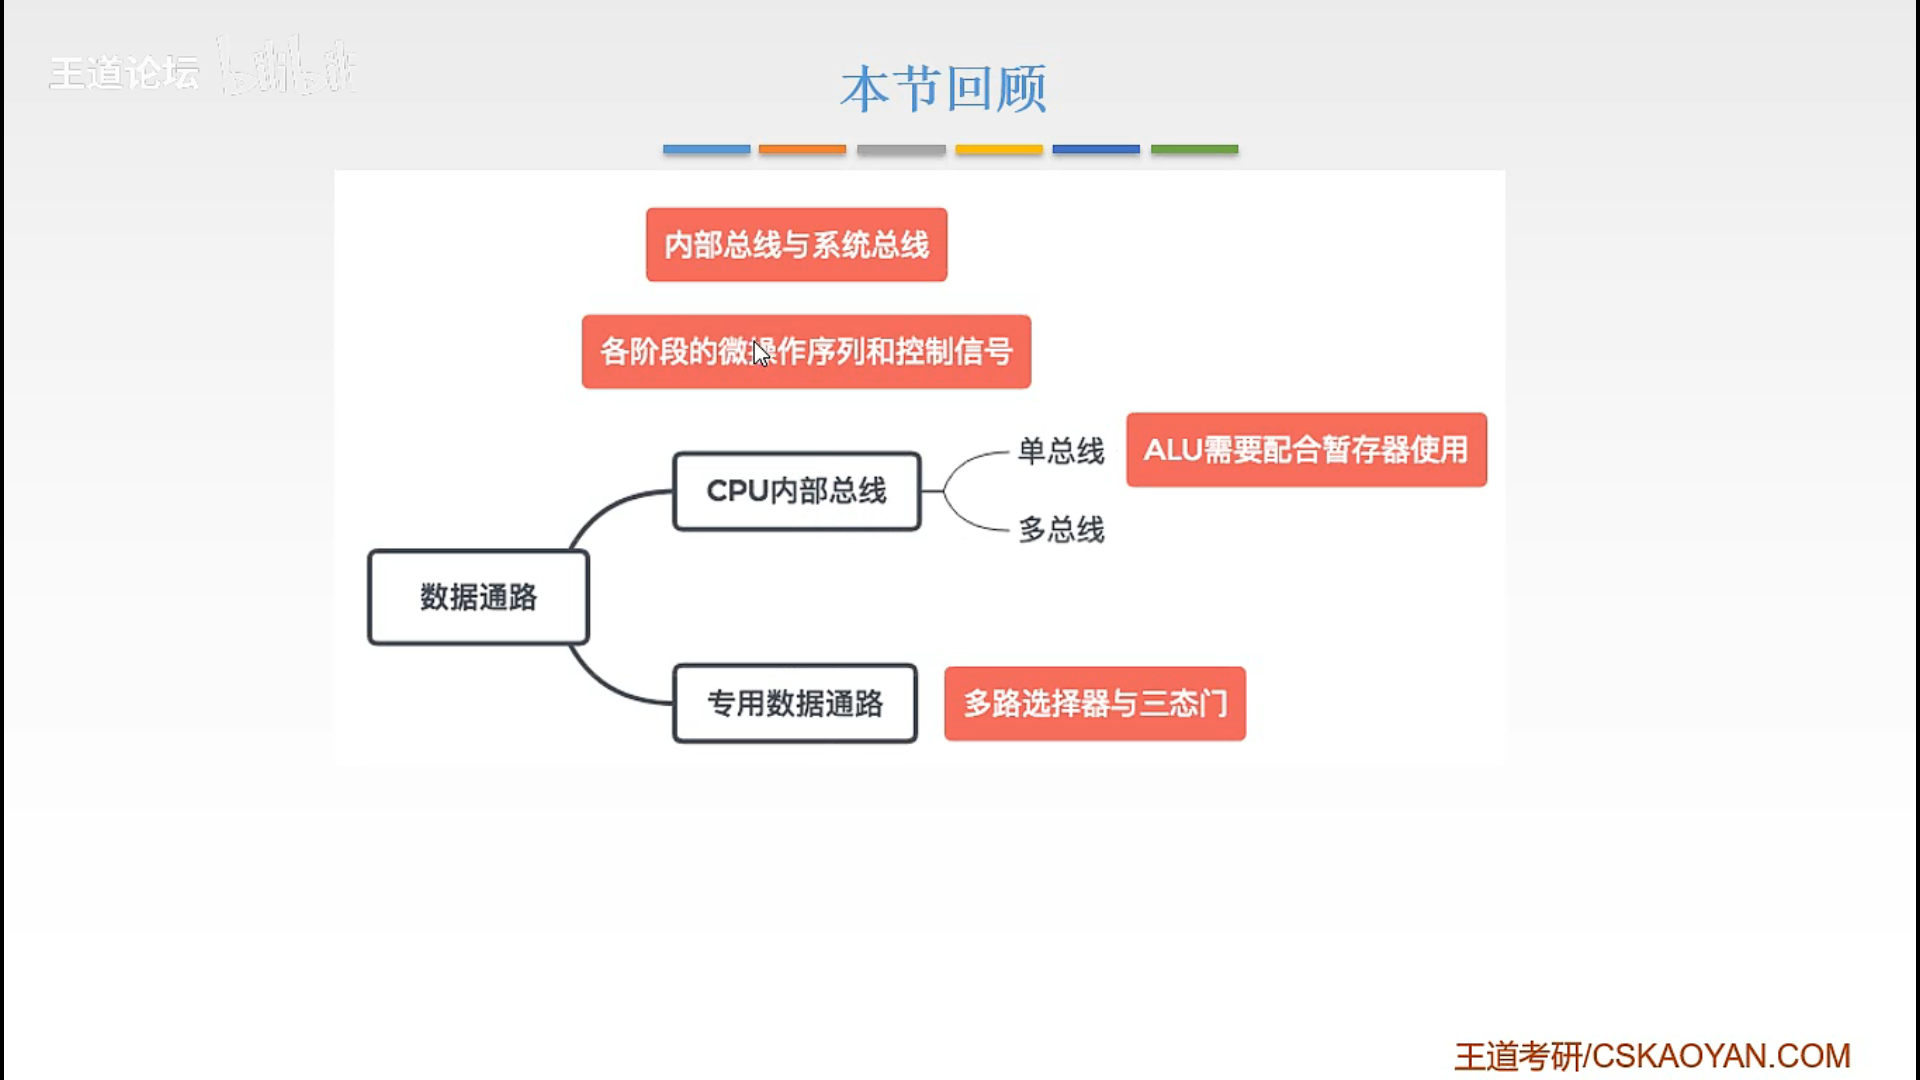 王道论坛 bilibili
本节回顾
内部总线与系统总线
各阶段的微操作序列和控制信号
单总线
ALU需要配合暂存器使用
CPU内部总线
多总线
数据通路
专用数据通路
多路选择器与三态门
王道考研/CSKAOYAN.COM